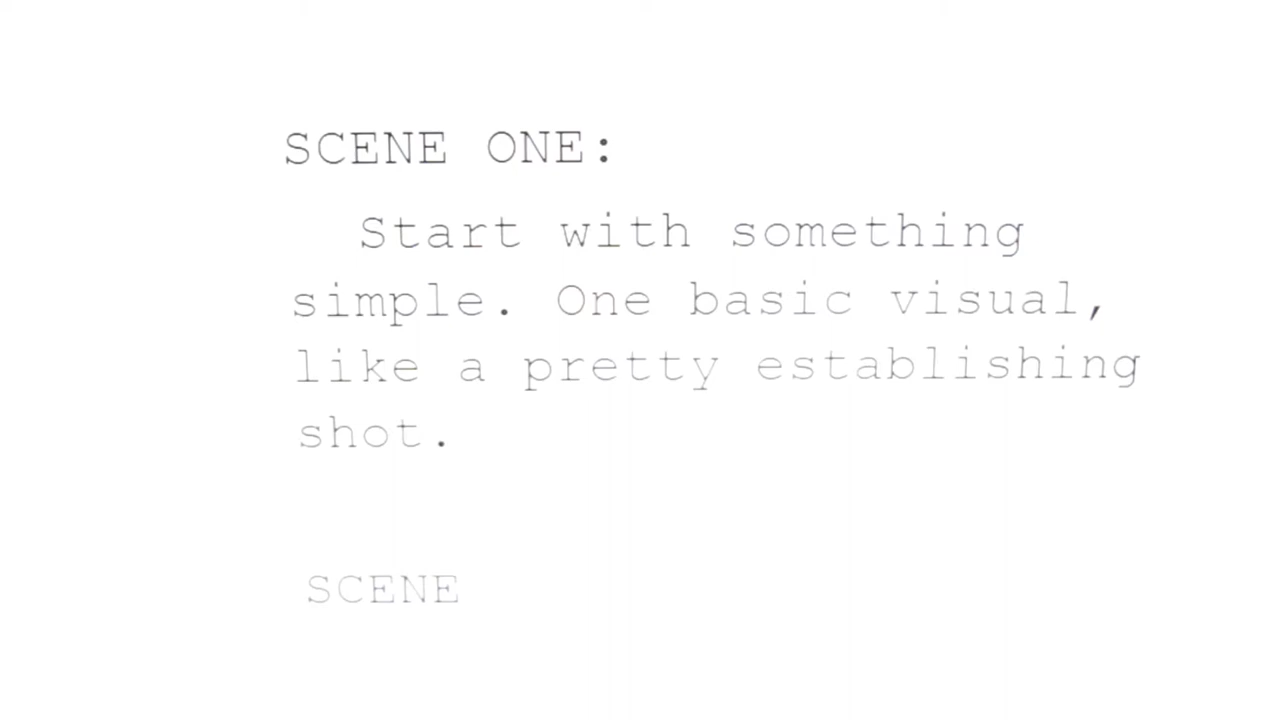 SCENE ONE:
Start with something
simple. One basic visual,
like a pretty establishing
shot.
SCENE